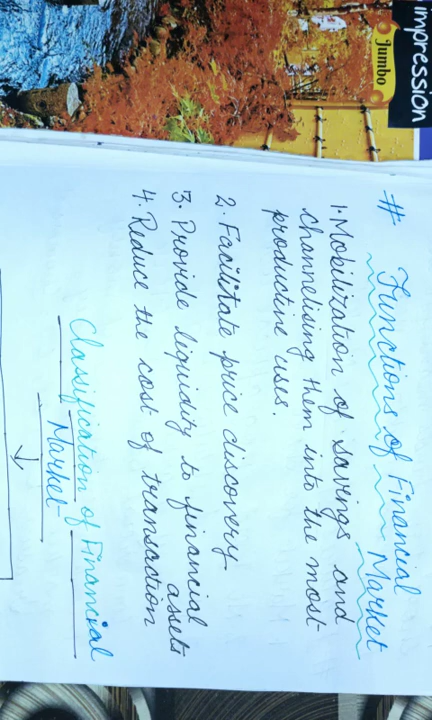 impression
Jumbo
# Functions of Financial
Market
1. Mobilization of savings and
channelising them into the most
productive uses.
2. Facilitate price discovery
3. Provide liquidity to financial
assets
4. Reduce the cost of transaction
Classification of Financial
Market